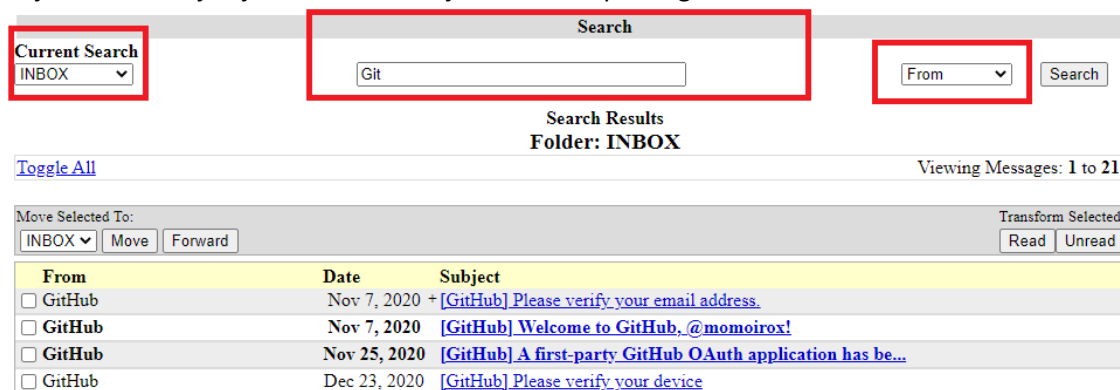 Search
Current Search
INBOX Git From Search
Search Results
Folder: INBOX
Toggle All Viewing Messages: 1 to 21
Move Selected To: Transform Selected
INBOX Move Forward Read Unread
From Date Subject
GitHub Nov 7, 2020 + [GitHub] Please verify your email address.
GitHub Nov 7, 2020 [GitHub] Welcome to GitHub, @momoirox!
GitHub Nov 25, 2020 [GitHub] A first-party GitHub OAuth application has be...
GitHub Dec 23, 2020 [GitHub] Please verify your device